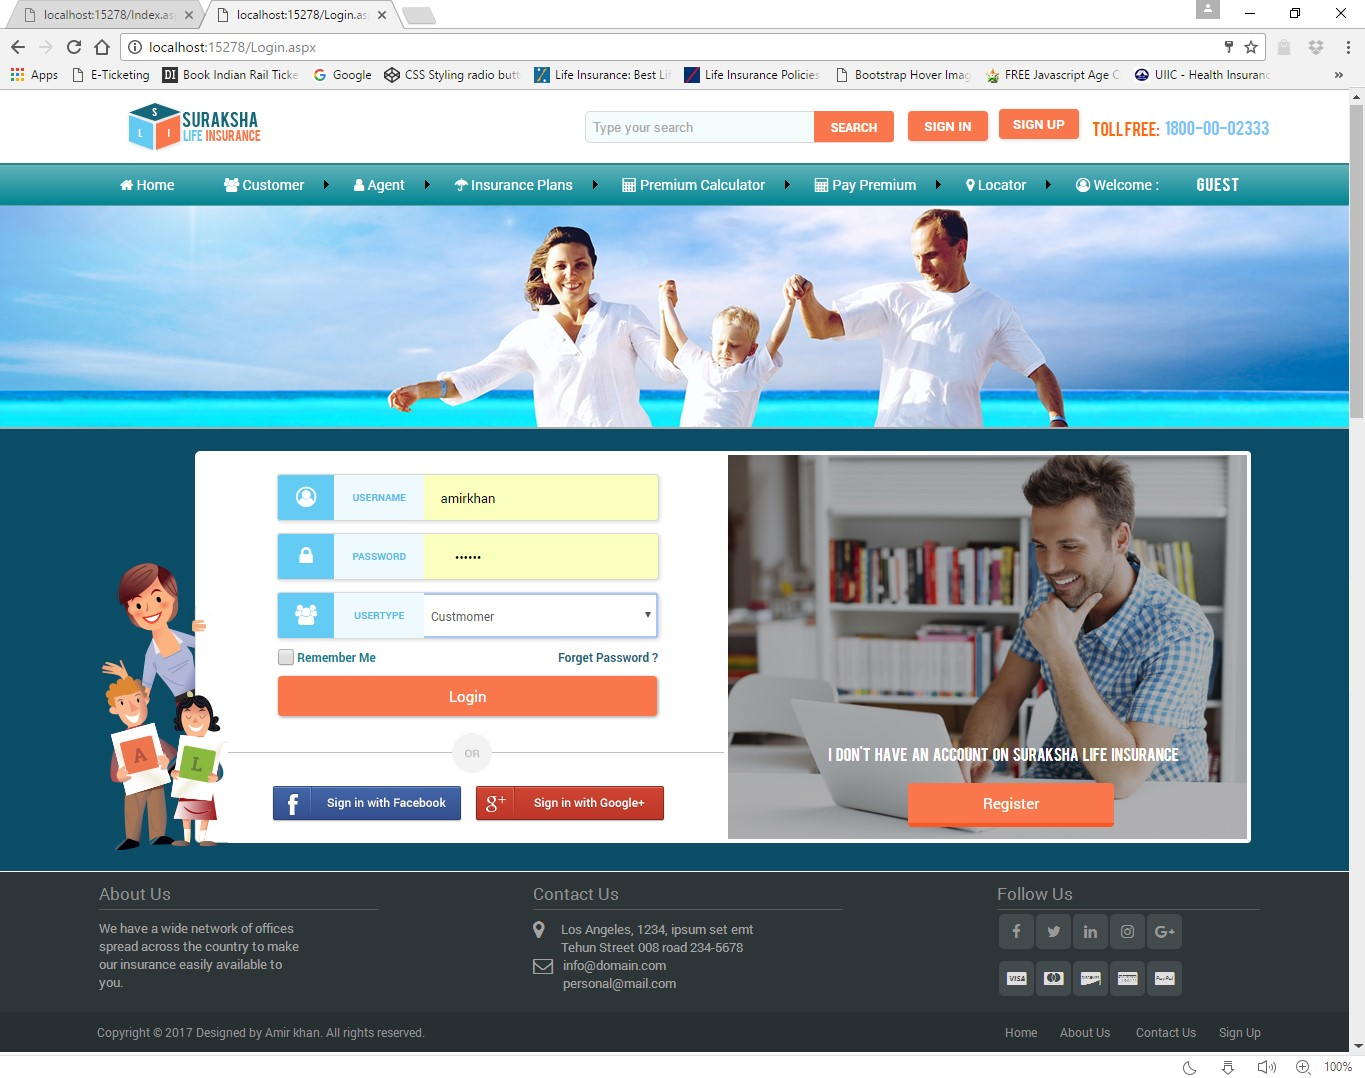 localhost:15278/Index.as
localhost:15278/Login.as
localhost:15278/Login.aspx
Apps
E-Ticketing
Book Indian Rail Ticke
Google
CSS Styling radio butt
Life Insurance: Best Li
Life Insurance Policies
Bootstrap Hover Imag
FREE Javascript Age C
UIIC - Health Insuranc
»
S
L I
SURAKSHA
LIFE INSURANCE
Type your search
SEARCH
SIGN IN
SIGN UP
TOLL FREE: 1800-00-02333
Home
Customer
Agent
Insurance Plans
Premium Calculator
Pay Premium
Locator
Welcome :
GUEST
USERNAME
amirkhan
PASSWORD
••••••
USERTYPE
Custmomer
Remember Me
Forget Password ?
Login
OR
Sign in with Facebook
Sign in with Google+
A
L
I DON'T HAVE AN ACCOUNT ON SURAKSHA LIFE INSURANCE
Register
About Us
We have a wide network of offices
spread across the country to make
our insurance easily available to
you.
Contact Us
Los Angeles, 1234, ipsum set emt
Tehun Street 008 road 234-5678
info@domain.com
personal@mail.com
Follow Us
VISA
PayPal
Copyright © 2017 Designed by Amir khan. All rights reserved.
Home
About Us
Contact Us
Sign Up
100%